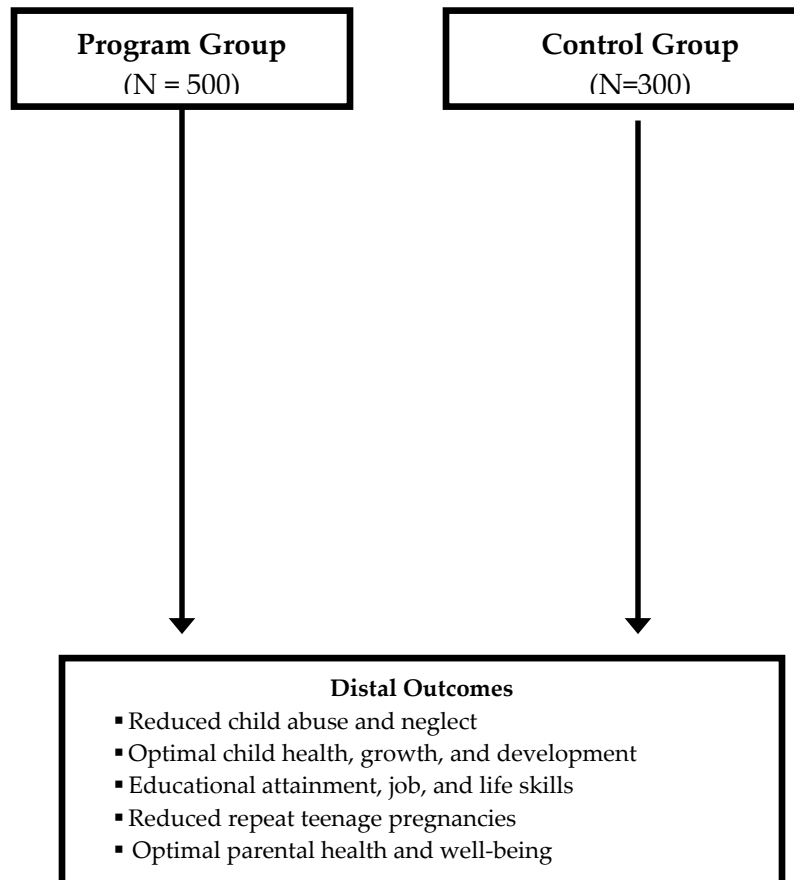 Program Group
(N = 500)
Control Group
(N=300)
Distal Outcomes
▪ Reduced child abuse and neglect
▪ Optimal child health, growth, and development
▪ Educational attainment, job, and life skills
▪ Reduced repeat teenage pregnancies
▪ Optimal parental health and well-being